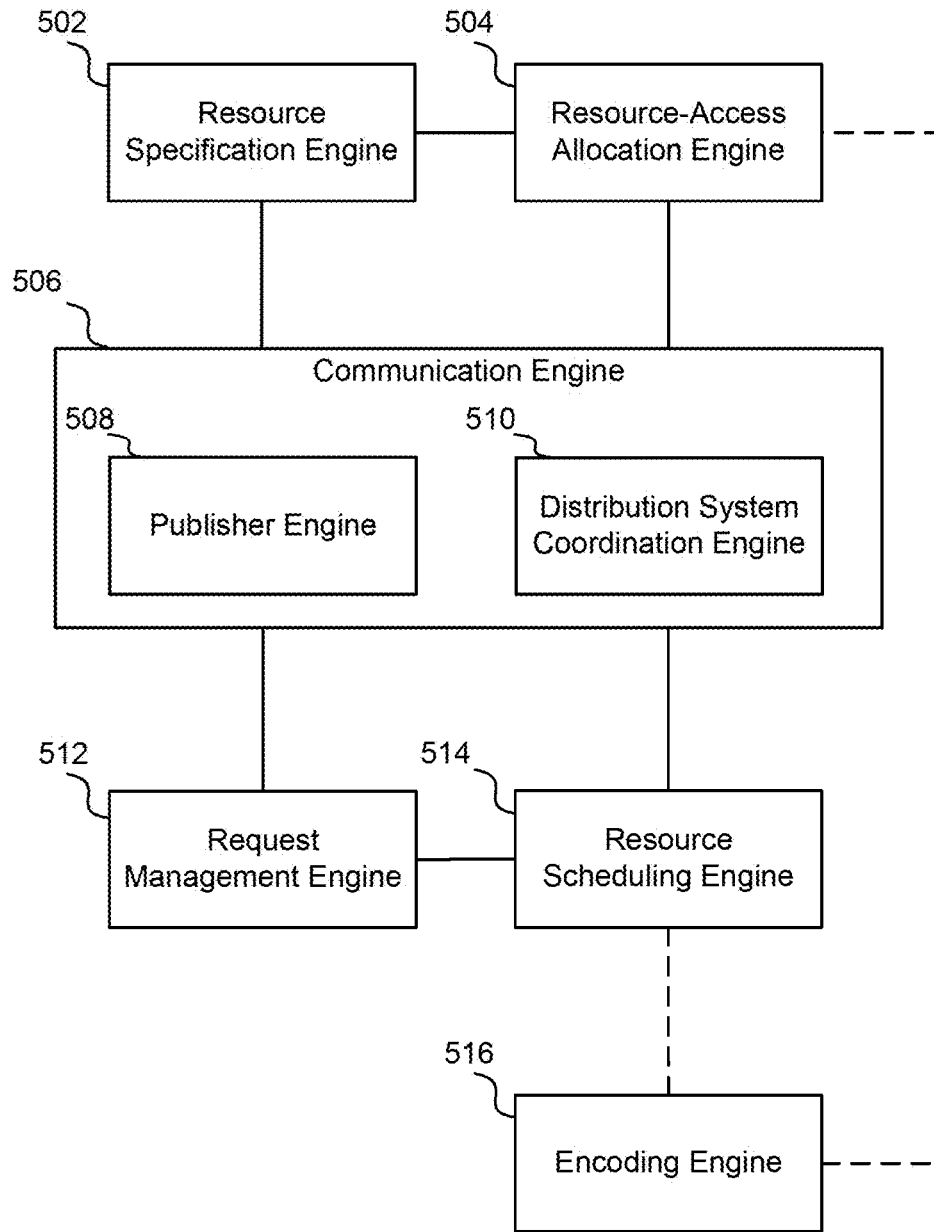 502
504
Resource
Specification Engine
Resource-Access
Allocation Engine
506
Communication Engine
508
510
Publisher Engine
Distribution System
Coordination Engine
512
514
Request
Management Engine
Resource
Scheduling Engine
516
Encoding Engine